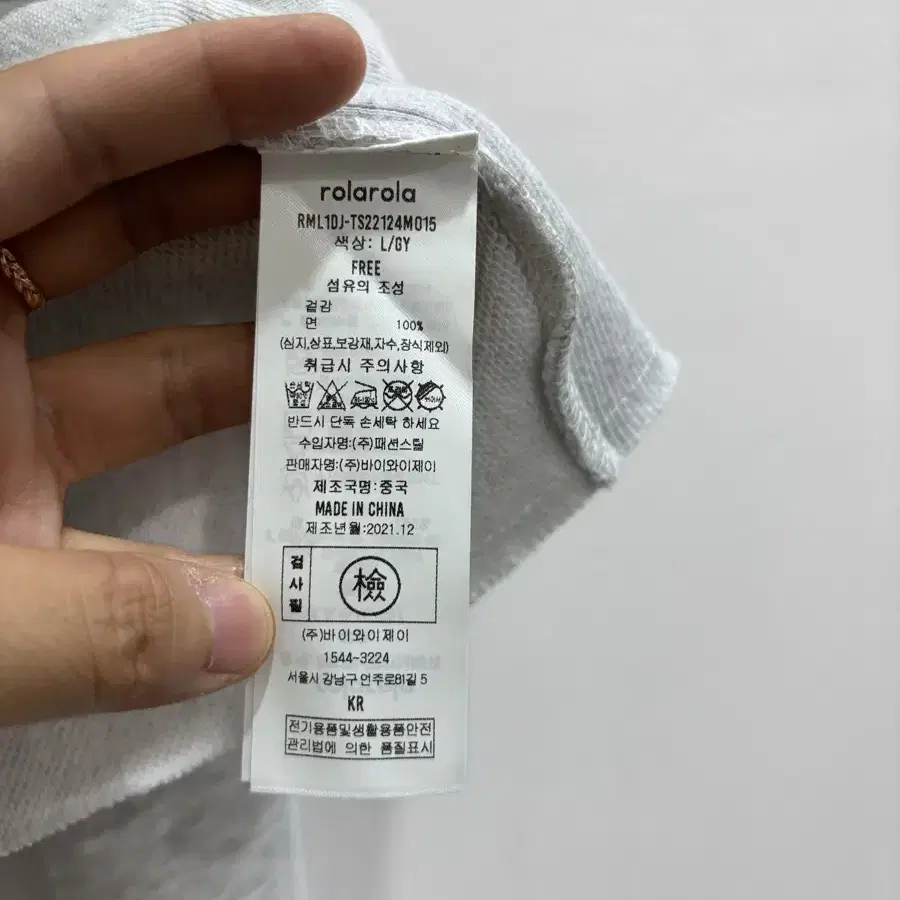 rolarola
RML1DJ-TS22124M015
색상: L/GY
FREE
섬유의 조성
겉감
면 100%
(심지,상표,보강재,자수,장식제외)
취급시 주의사항
반드시 단독 손세탁 하세요
수입자명:(주)패션스틸
판매자명:(주)바이와이제이
제조국명:중국
MADE IN CHINA
제조년월:2021.12
검사필
檢
(주)바이와이제이
1544-3224
서울시 강남구 언주로81길 5
KR
전기용품및생활용품안전
관리법에 의한 품질표시